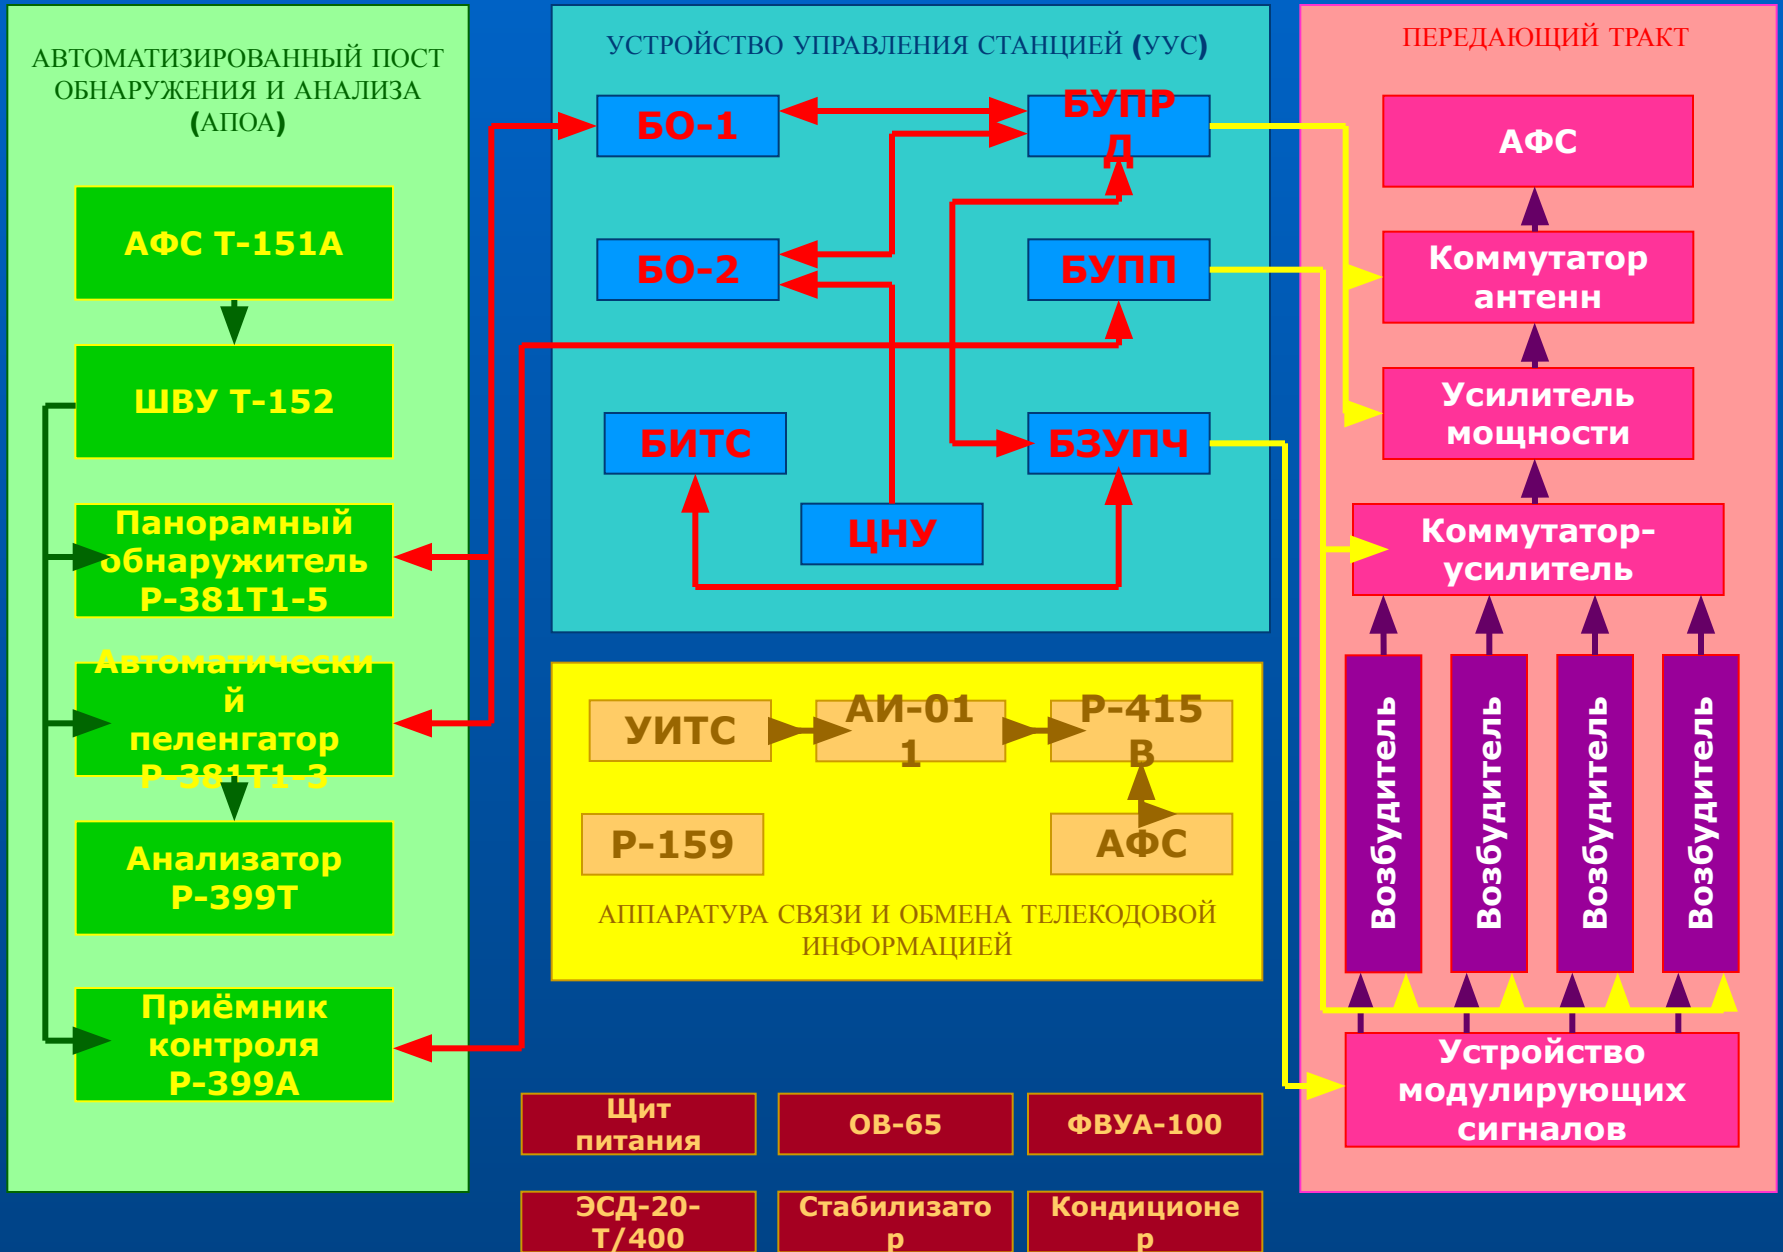 АВТОМАТИЗИРОВАННЫЙ ПОСТ
ОБНАРУЖЕНИЯ И АНАЛИЗА
(АПОА)
АФС Т-151А
ШВУ Т-152
Панорамный
обнаружитель
Р-381Т1-5
Автоматически
й
пеленгатор
Р-381Т1-3
Анализатор
Р-399Т
Приёмник
контроля
Р-399А
УСТРОЙСТВО УПРАВЛЕНИЯ СТАНЦИЕЙ (УУС)
БО-1
БУПР
Д
БО-2
БУПП
БИТС
БЗУПЧ
ЦНУ
УИТС
АИ-01
1
Р-415
В
Р-159
АФС
АППАРАТУРА СВЯЗИ И ОБМЕНА ТЕЛЕКОДОВОЙ
ИНФОРМАЦИЕЙ
Щит
питания
ОВ-65
ФВУА-100
ЭСД-20-
Т/400
Стабилизато
р
Кондиционе
р
ПЕРЕДАЮЩИЙ ТРАКТ
АФС
Коммутатор
антенн
Усилитель
мощности
Коммутатор-
усилитель
Возбудитель
Возбудитель
Возбудитель
Возбудитель
Устройство
модулирующих
сигналов